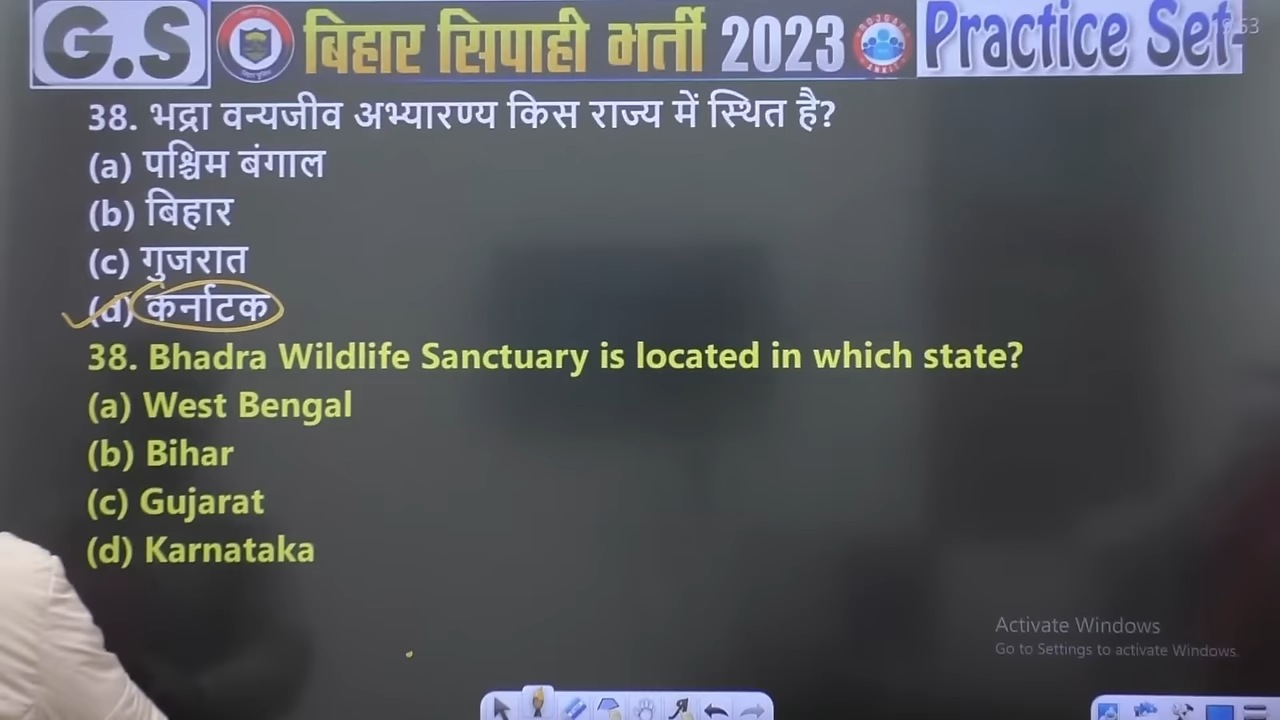 G.S
बिहार सिपाही भर्ती 2023
Practice Set-
38. भद्रा वन्यजीव अभ्यारण्य किस राज्य में स्थित है?
(a) पश्चिम बंगाल
(b) बिहार
(c) गुजरात
(d) कर्नाटक
38. Bhadra Wildlife Sanctuary is located in which state?
(a) West Bengal
(b) Bihar
(c) Gujarat
(d) Karnataka
Activate Windows
Go to Settings to activate Windows.